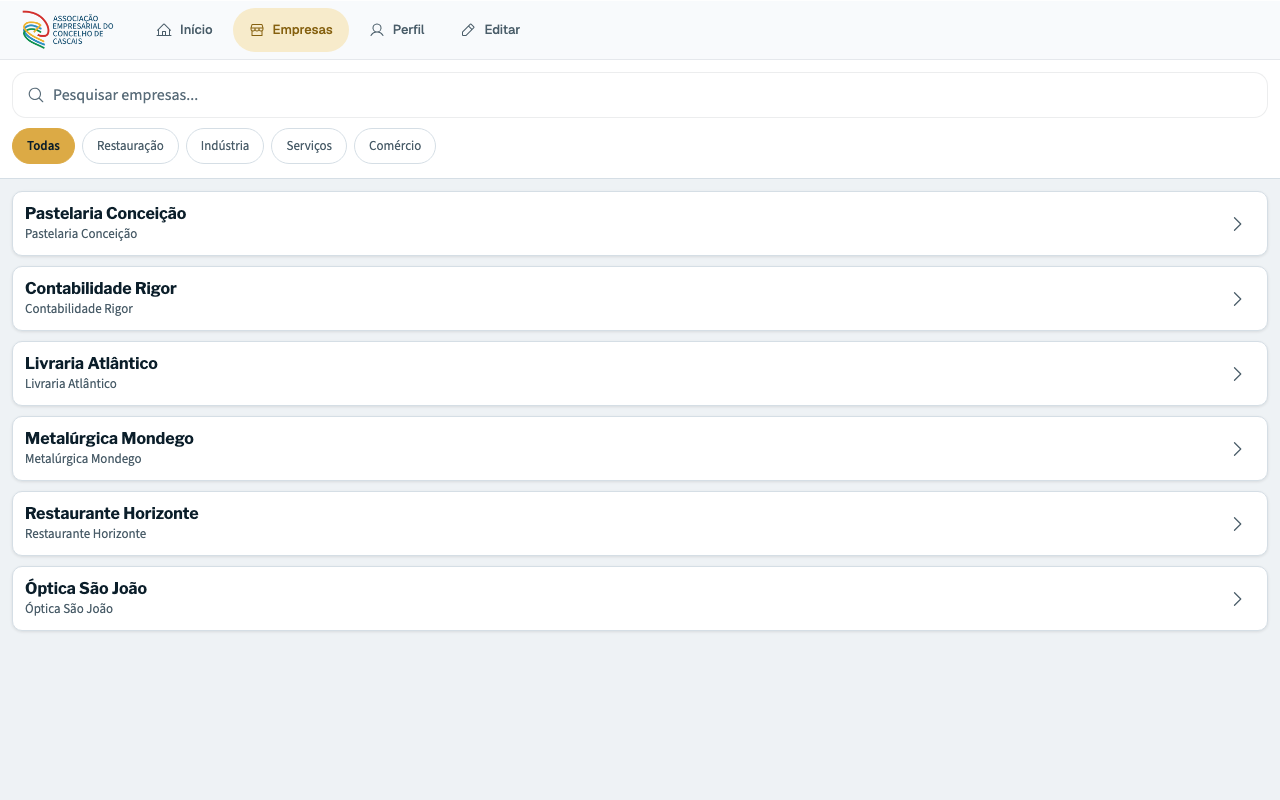 ASSOCIAÇÃO
EMPRESARIAL DO
CONCELHO DE
CASCAIS
Início
Empresas
Perfil
Editar
Pesquisar empresas...
Todas
Restauração
Indústria
Serviços
Comércio
Pastelaria Conceição
Pastelaria Conceição
Contabilidade Rigor
Contabilidade Rigor
Livraria Atlântico
Livraria Atlântico
Metalúrgica Mondego
Metalúrgica Mondego
Restaurante Horizonte
Restaurante Horizonte
Óptica São João
Óptica São João